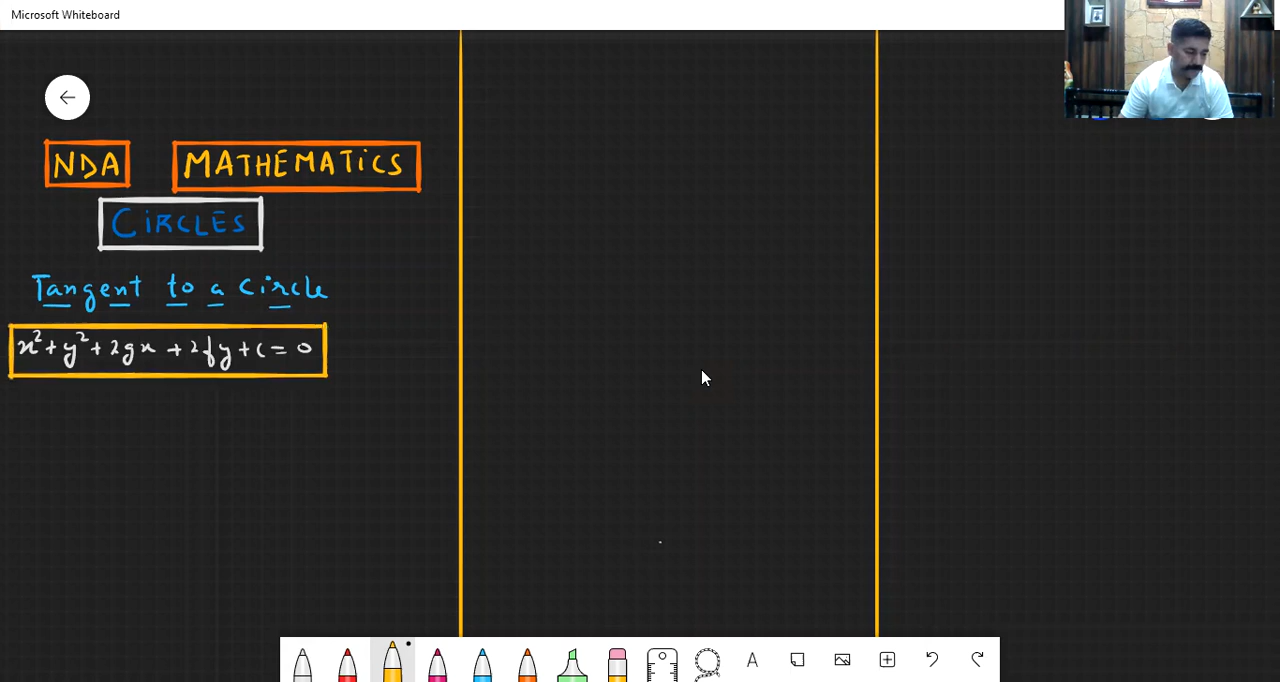 Microsoft Whiteboard
NDA MATHEMATICS
CIRCLES
Tangent to a circle
x²+y²+2gx+2fy+c=0
A